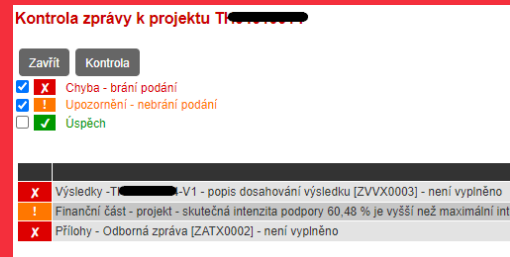 Kontrola zprávy k projektu
Zavřít Kontrola
X Chyba - brání podání
! Upozornění - nebrání podání
✓ Úspěch
X Výsledky - -V1 - popis dosahování výsledku [ZVVX0003] - není vyplněno
! Finanční část - projekt - skutečná intenzita podpory 60,48 % je vyšší než maximální int
X Přílohy - Odborná zpráva [ZATX0002] - není vyplněno